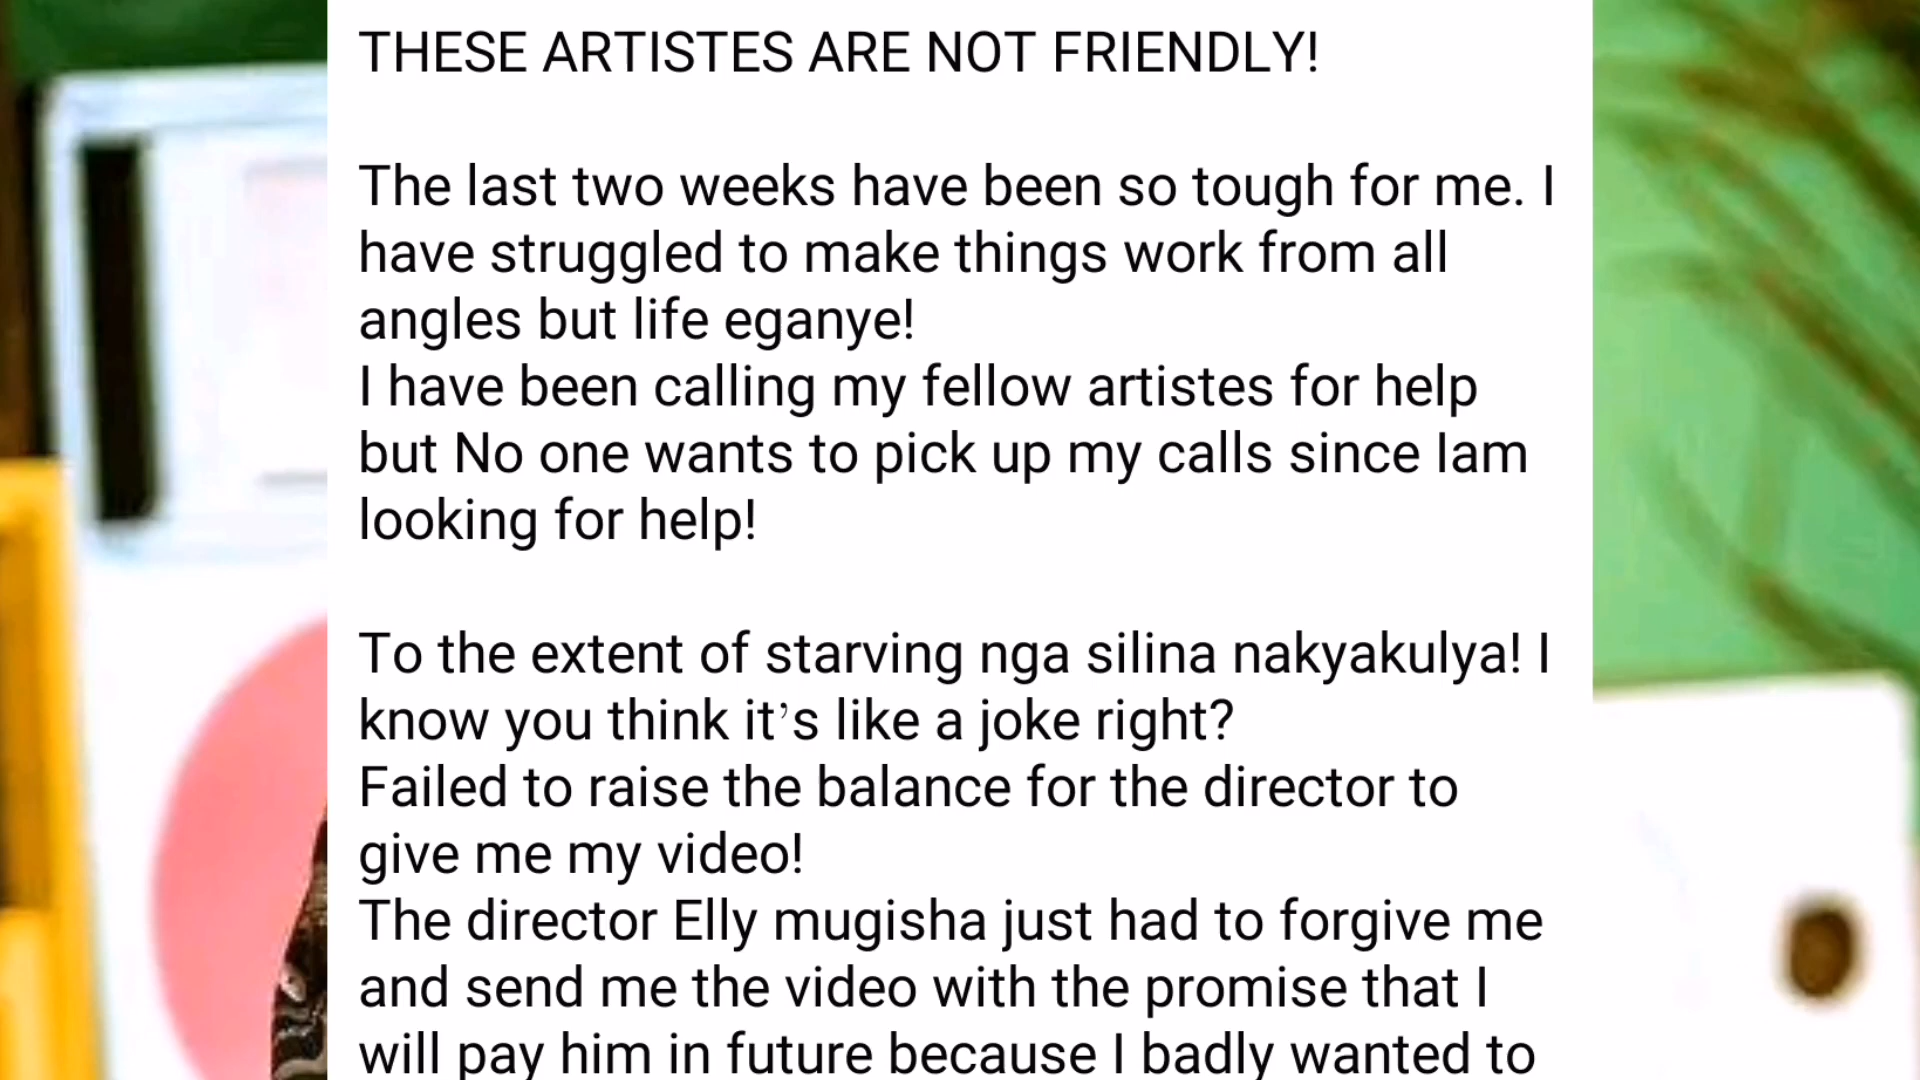 THESE ARTISTES ARE NOT FRIENDLY!
The last two weeks have been so tough for me. I
have struggled to make things work from all
angles but life eganye!
I have been calling my fellow artistes for help
but No one wants to pick up my calls since Iam
looking for help!
To the extent of starving nga silina nakyakulya! I
know you think it’s like a joke right?
Failed to raise the balance for the director to
give me my video!
The director Elly mugisha just had to forgive me
and send me the video with the promise that I
will pay him in future because I badly wanted to